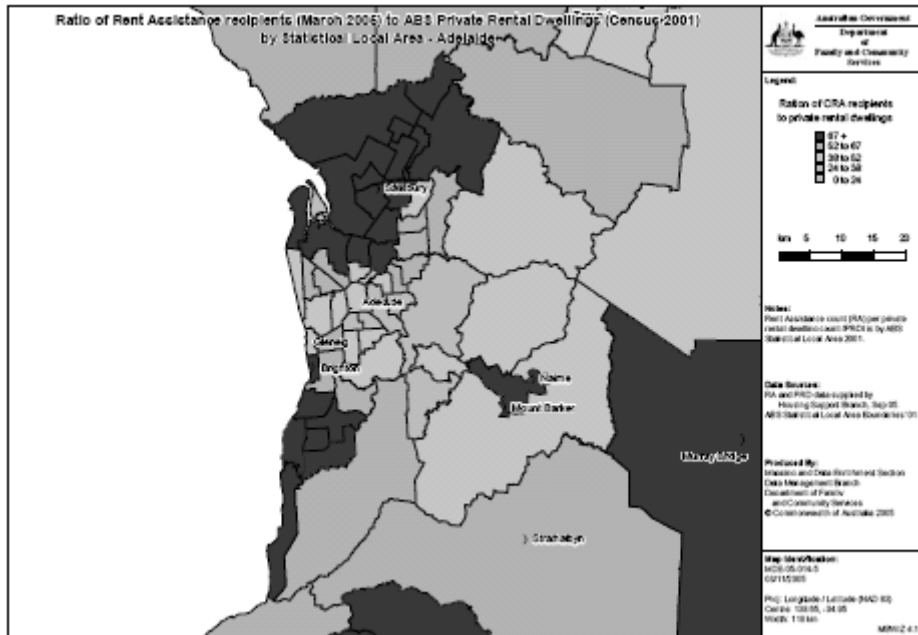 Ratio of Rent Assistance recipients (March 2005) to ABS Private Rental Dwellings (Census 2001)
by Statistical Local Area - Adelaide
Australian Government
Department
of
Family and Community
Services
Legend:
Ration of CRA recipients
to private rental dwellings
67 +
52 to 67
38 to 52
24 to 38
0 to 24
km 5 10 15 20
Salisbury
Adelaide
Glenelg
Brighton
Nairne
Mount Barker
Murray Bridge
Strathalbyn
Notes:
Rent Assistance count (RA) per private
rental dwelling count (PRD) is by ABS
Statistical Local Area 2001.
Data Sources:
RA and PRD data supplied by
Housing Support Branch, Sep 05
ABS Statistical Local Area Boundaries '01
Produced By:
Mapping and Data Enrichment Section
Data Management Branch
Department of Family
and Community Services
© Commonwealth of Australia 2005
Map Identification:
Proj: Longitude / Latitude
Width: 110 km